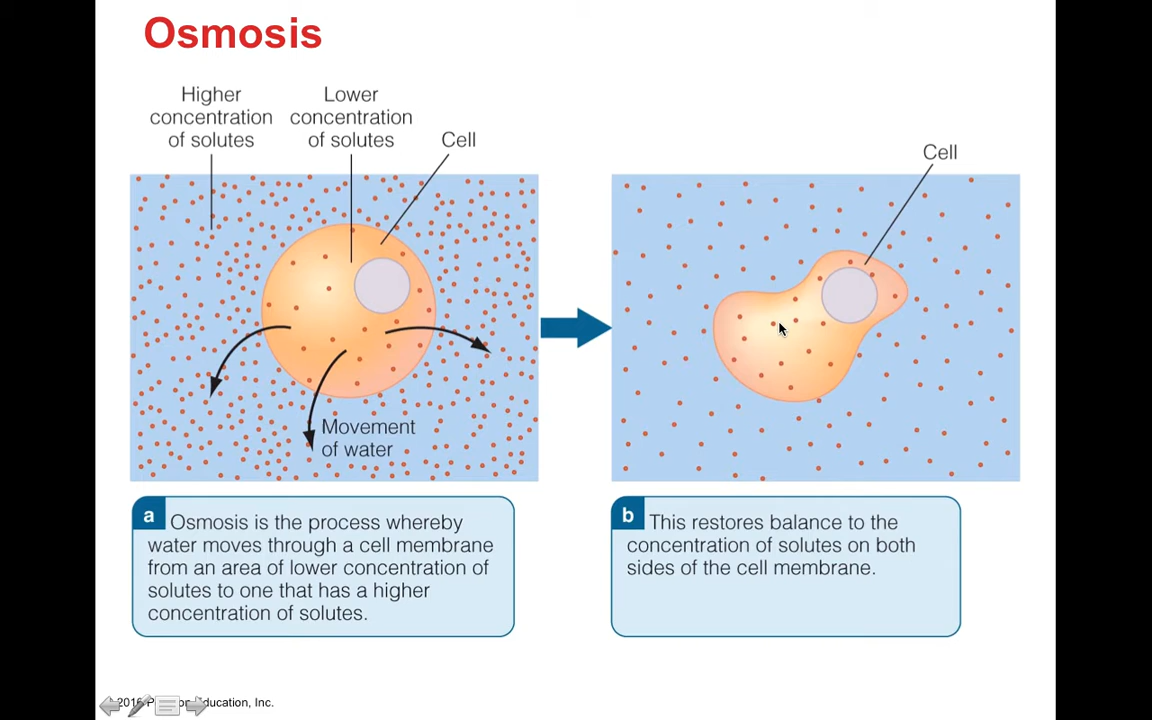 Osmosis
Higher
concentration
of solutes
Lower
concentration
of solutes
Cell
Movement
of water
Cell
a Osmosis is the process whereby
water moves through a cell membrane
from an area of lower concentration of
solutes to one that has a higher
concentration of solutes.
b This restores balance to the
concentration of solutes on both
sides of the cell membrane.
Inc.